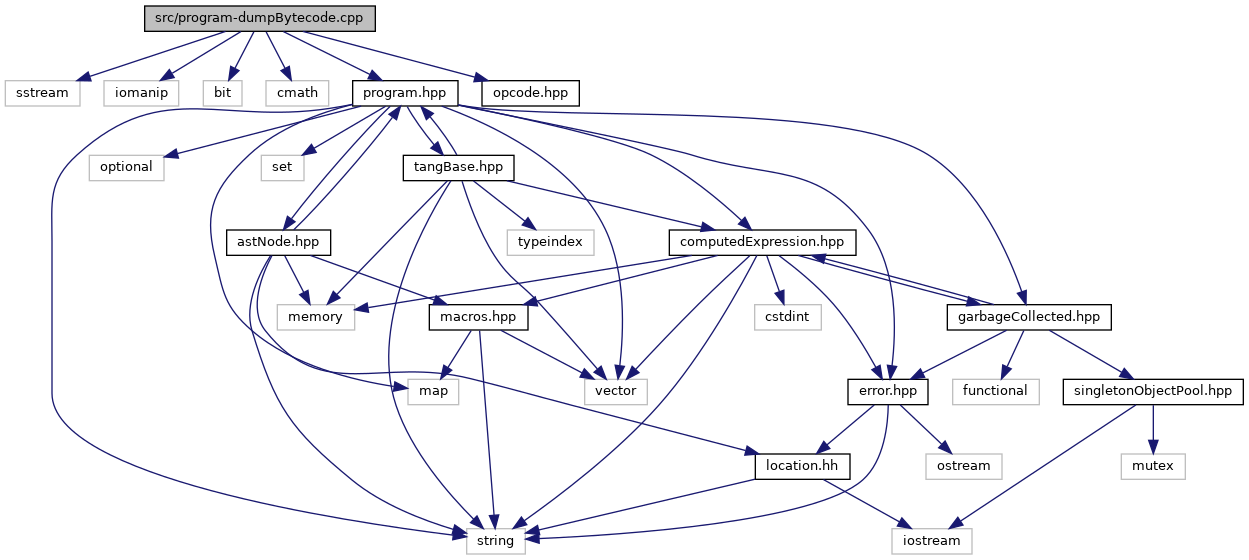 src/program-dumpBytecode.cpp
sstream
iomanip
bit
cmath
program.hpp
opcode.hpp
optional
set
tangBase.hpp
astNode.hpp
typeindex
computedExpression.hpp
memory
macros.hpp
cstdint
garbageCollected.hpp
map
vector
error.hpp
functional
singletonObjectPool.hpp
location.hh
ostream
mutex
string
iostream